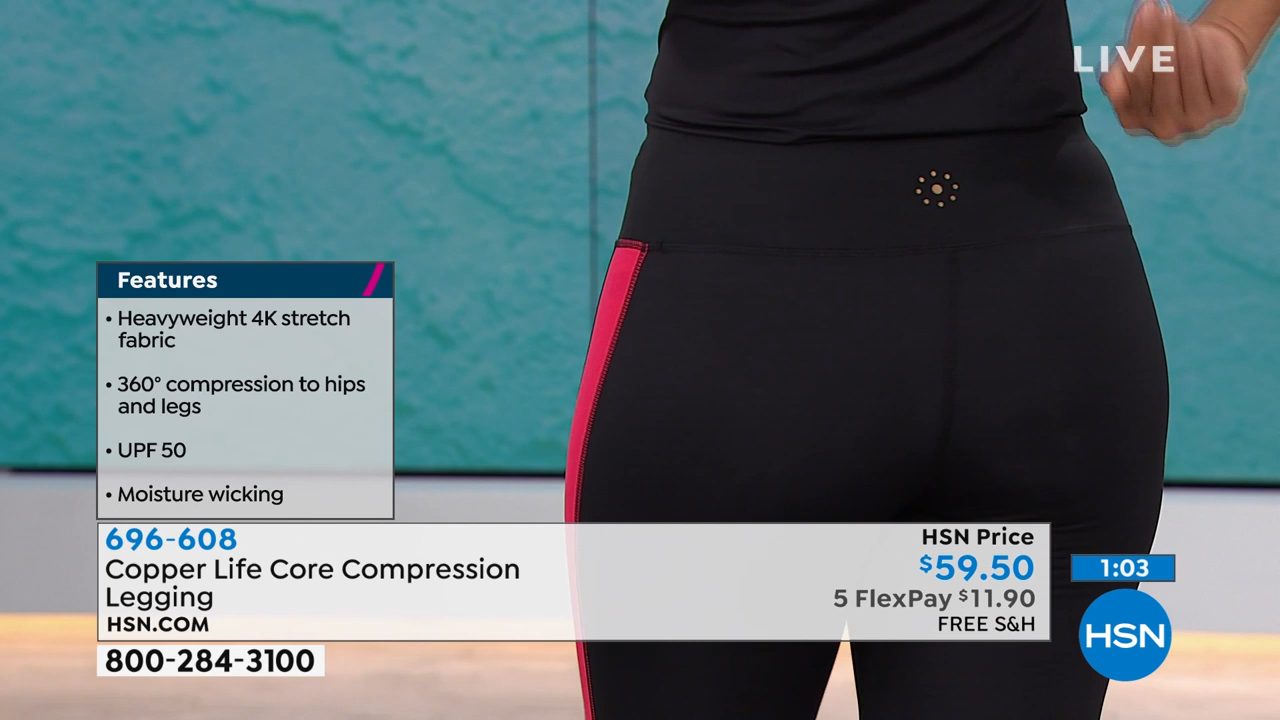 LIVE
Features
• Heavyweight 4K stretch
fabric
• 360° compression to hips
and legs
• UPF 50
• Moisture wicking
696-608
Copper Life Core Compression
Legging
HSN.COM
HSN Price
$59.50
5 FlexPay $11.90
FREE S&H
1:03
HSN
800-284-3100